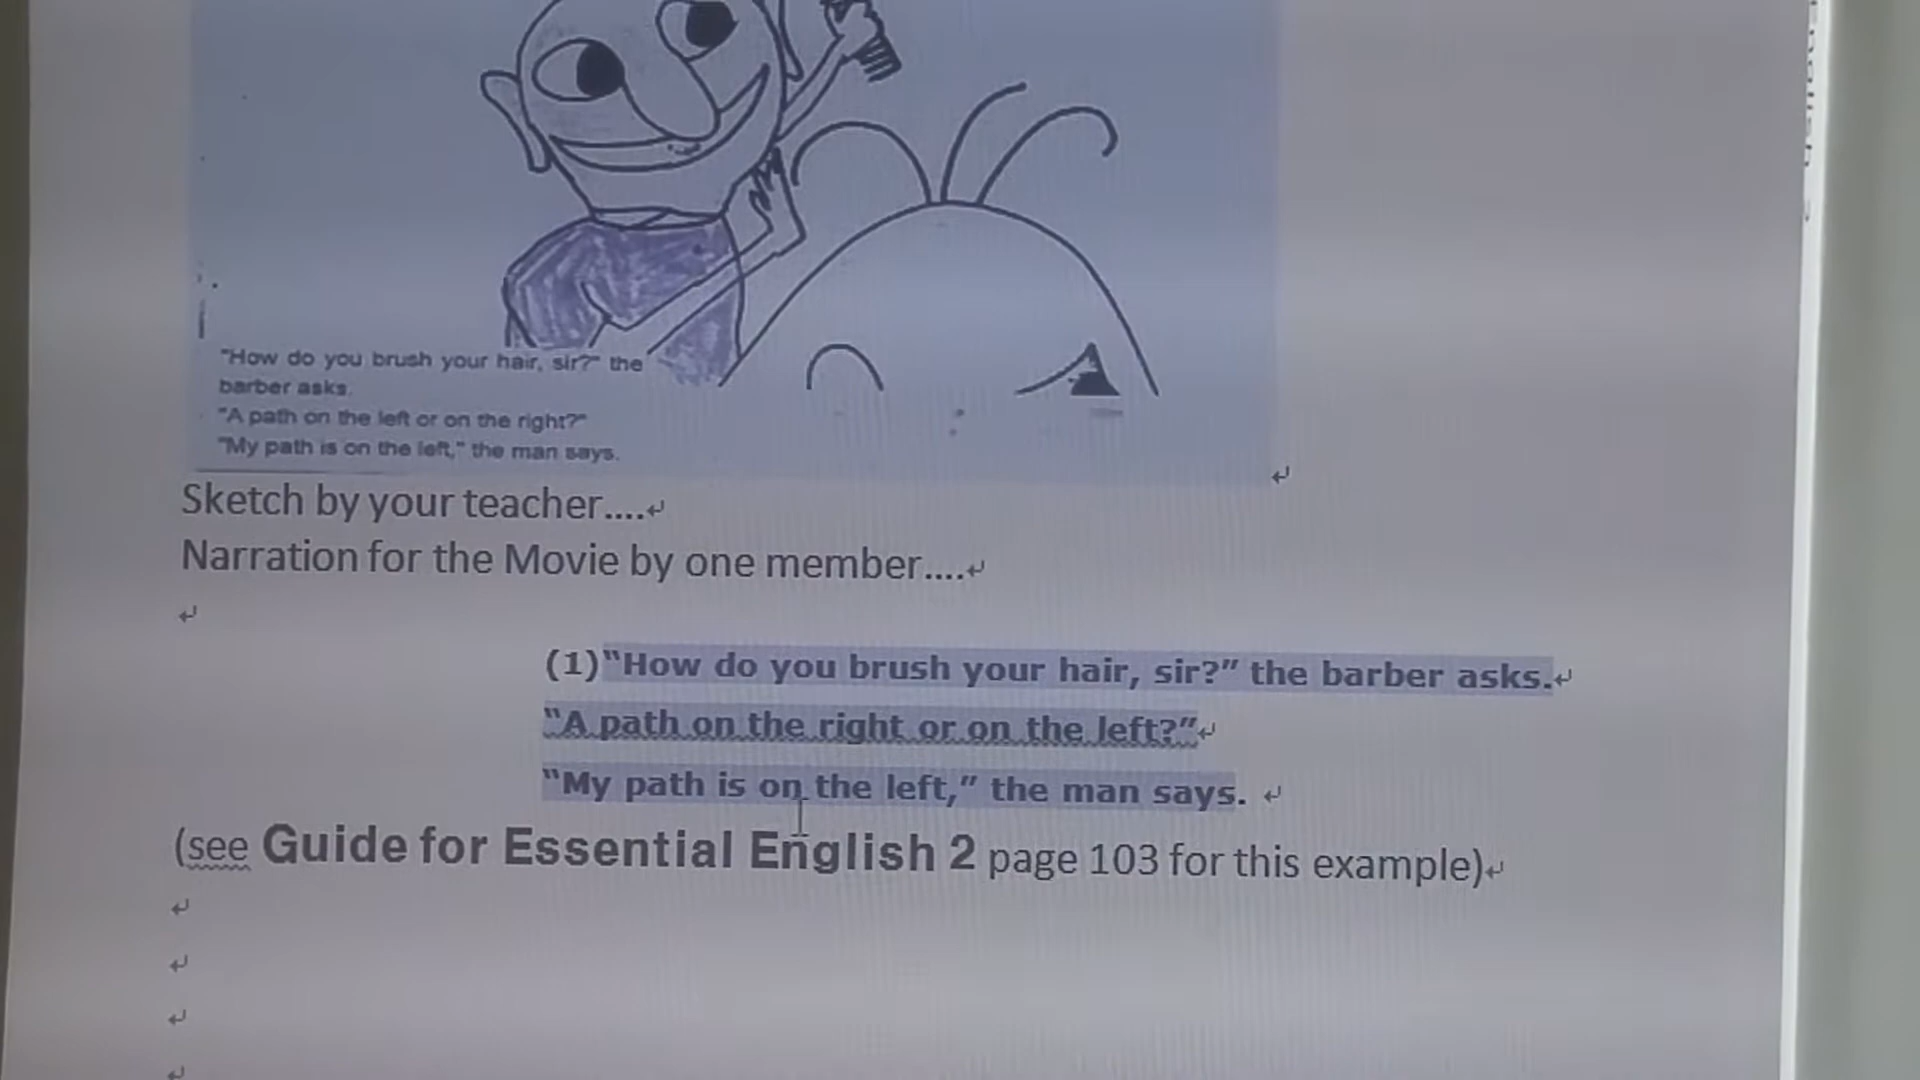 "How do you brush your hair, sir?" the
barber asks.
"A path on the left or on the right?"
"My path is on the left," the man says.
Sketch by your teacher....
Narration for the Movie by one member....
(1)"How do you brush your hair, sir?" the barber asks.
"A path on the right or on the left?"
"My path is on the left," the man says.
(see Guide for Essential English 2 page 103 for this example)